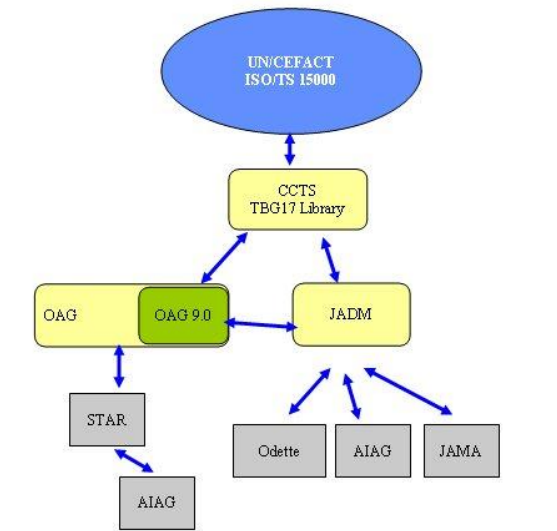 UN/CEFACT
ISO/TS 15000
CCTS
TBG17 Library
OAG
OAG 9.0
JADM
STAR
Odette
AIAG
JAMA
AIAG